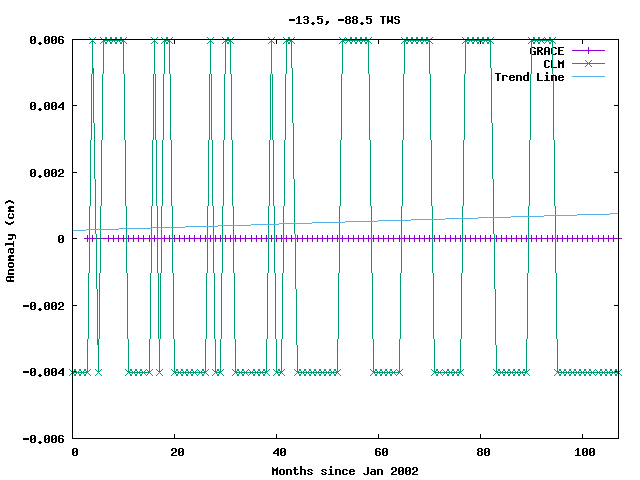 -13.5, -88.5 TWS
GRACE
CLM
Trend Line
0.006
0.004
0.002
0
-0.002
-0.004
-0.006
Anomaly (cm)
0 20 40 60 80 100
Months since Jan 2002